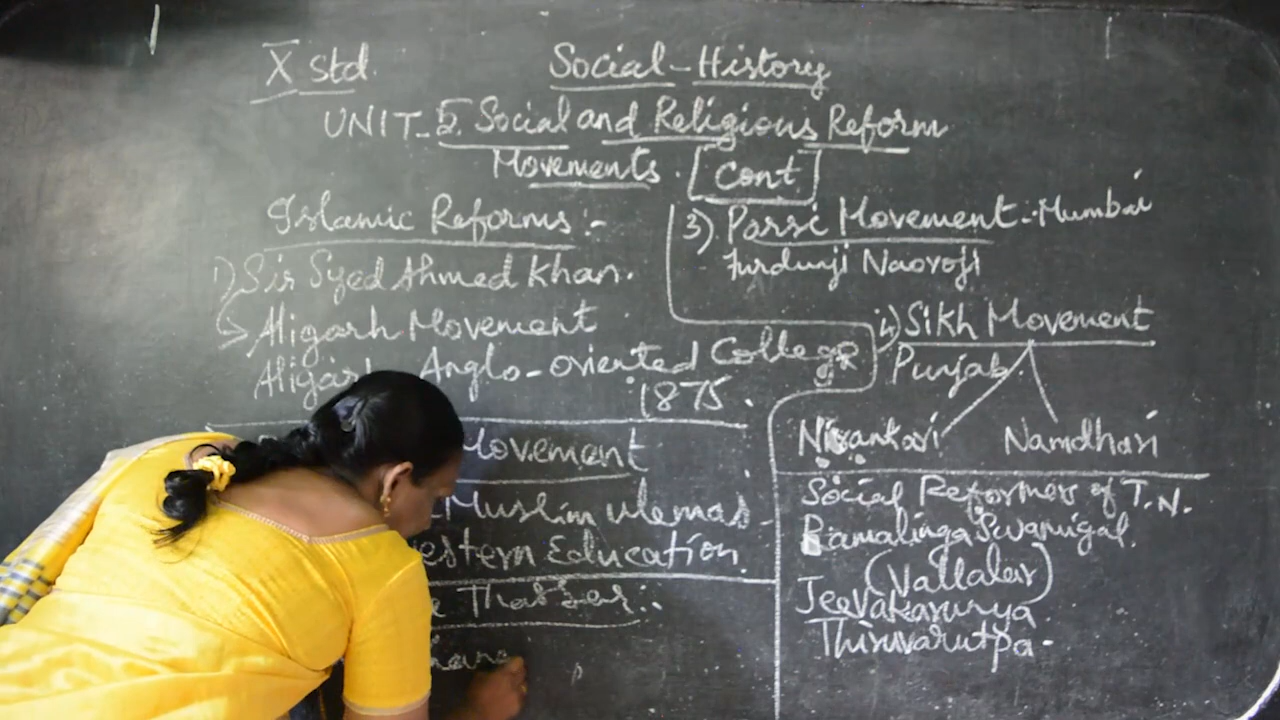 X std.
Social-History
UNIT-5. Social and Religious Reform
Movements. [Cont]
Islamic Reforms:-
1) Sir Syed Ahmed Khan.
Aligarh Movement
Anglo-oriented College
1875.
Movement
Muslim ulemas
Education.
3) Parsi Movement:-Mumbai
Furdunji Naoroji
4) Sikh Movement
Punjab
Nirankari Namdhari
Social Reformer of T.N.
Ramalinga Swamigal.
(Vallalar)
Jeevakarunya
Thiruvarutpa-